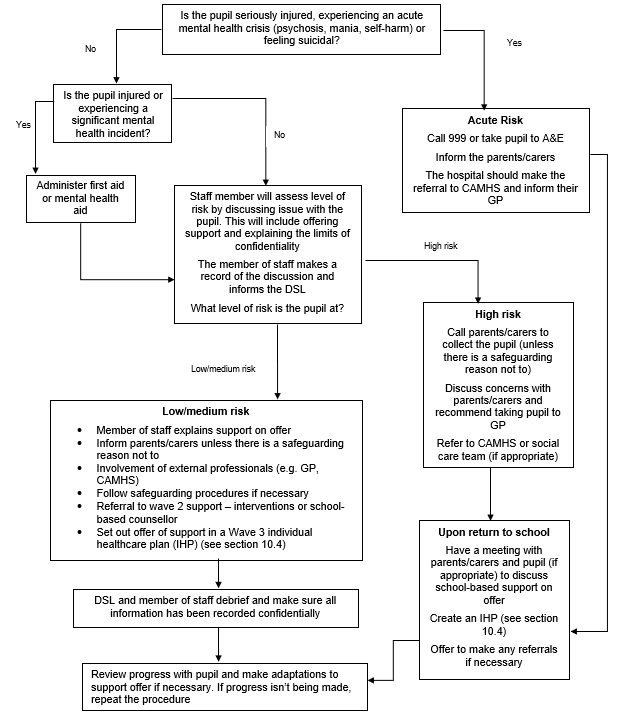 Is the pupil seriously injured, experiencing an acute
mental health crisis (psychosis, mania, self-harm) or
feeling suicidal?
No
Yes
Is the pupil injured or
experiencing a
significant mental
health incident?
Yes
No
Acute Risk
Call 999 or take pupil to A&E
Inform the parents/carers
The hospital should make the
referral to CAMHS and inform their
GP
Administer first aid
or mental health
aid
Staff member will assess level of
risk by discussing issue with the
pupil. This will include offering
support and explaining the limits of
confidentiality
The member of staff makes a
record of the discussion and
informs the DSL
What level of risk is the pupil at?
High risk
High risk
Call parents/carers to
collect the pupil (unless
there is a safeguarding
reason not to)
Discuss concerns with
parents/carers and
recommend taking pupil to
GP
Refer to CAMHS or social
care team (if appropriate)
Low/medium risk
Low/medium risk
• Member of staff explains support on offer
• Inform parents/carers unless there is a safeguarding
reason not to
• Involvement of external professionals (e.g. GP,
CAMHS)
• Follow safeguarding procedures if necessary
• Referral to wave 2 support – interventions or school-
based counsellor
• Set out offer of support in a Wave 3 individual
healthcare plan (IHP) (see section 10.4)
Upon return to school
Have a meeting with
parents/carers and pupil (if
appropriate) to discuss
school-based support on
offer
Create an IHP (see section
10.4)
Offer to make any referrals
if necessary
DSL and member of staff debrief and make sure all
information has been recorded confidentially
Review progress with pupil and make adaptations to
support offer if necessary. If progress isn't being made,
repeat the procedure